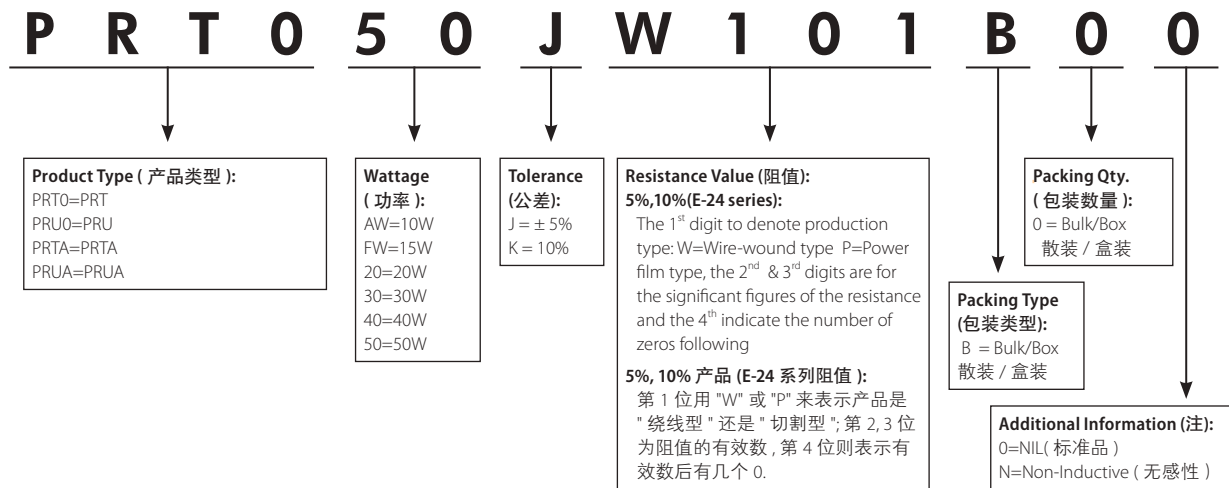 P R T 0 5 0 J W 1 0 1 B 0 0
Product Type ( 产品类型 ):
PRT0=PRT
PRU0=PRU
PRTA=PRTA
PRUA=PRUA
Wattage
( 功率 ):
AW=10W
FW=15W
20=20W
30=30W
40=40W
50=50W
Tolerance
(公差):
J = ± 5%
K = 10%
Resistance Value (阻值):
5%,10%(E-24 series):
The 1st digit to denote production
type: W=Wire-wound type P=Power
film type, the 2nd & 3rd digits are for
the significant figures of the resistance
and the 4th indicate the number of
zeros following
5%, 10% 产品 (E-24 系列阻值 ):
第 1 位用 "W" 或 "P" 来表示产品是
" 绕线型 " 还是 " 切割型 "; 第 2, 3 位
为阻值的有效数 , 第 4 位则表示有
效数后有几个 0.
Packing Type
(包装类型):
B = Bulk/Box
散装 / 盒装
Packing Qty.
( 包装数量 ):
0 = Bulk/Box
散装 / 盒装
Additional Information (注):
0=NIL( 标准品 )
N=Non-Inductive ( 无感性 )